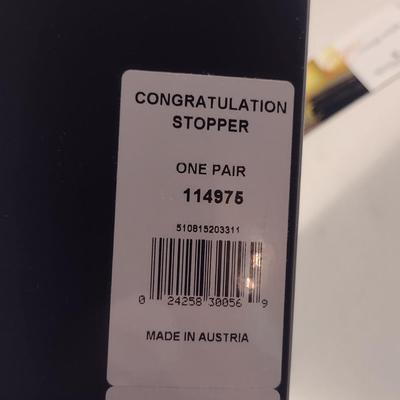 CONGRATULATION
STOPPER
ONE PAIR
114975
510815203311
0 24258 30056 9
MADE IN AUSTRIA